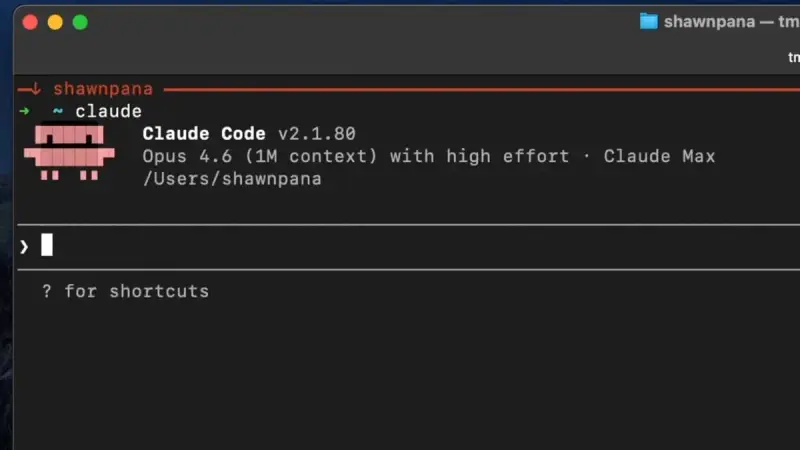 shawnpana — tm
tm
shawnpana
→ ~ claude
Claude Code v2.1.80
Opus 4.6 (1M context) with high effort · Claude Max
/Users/shawnpana
❯
? for shortcuts